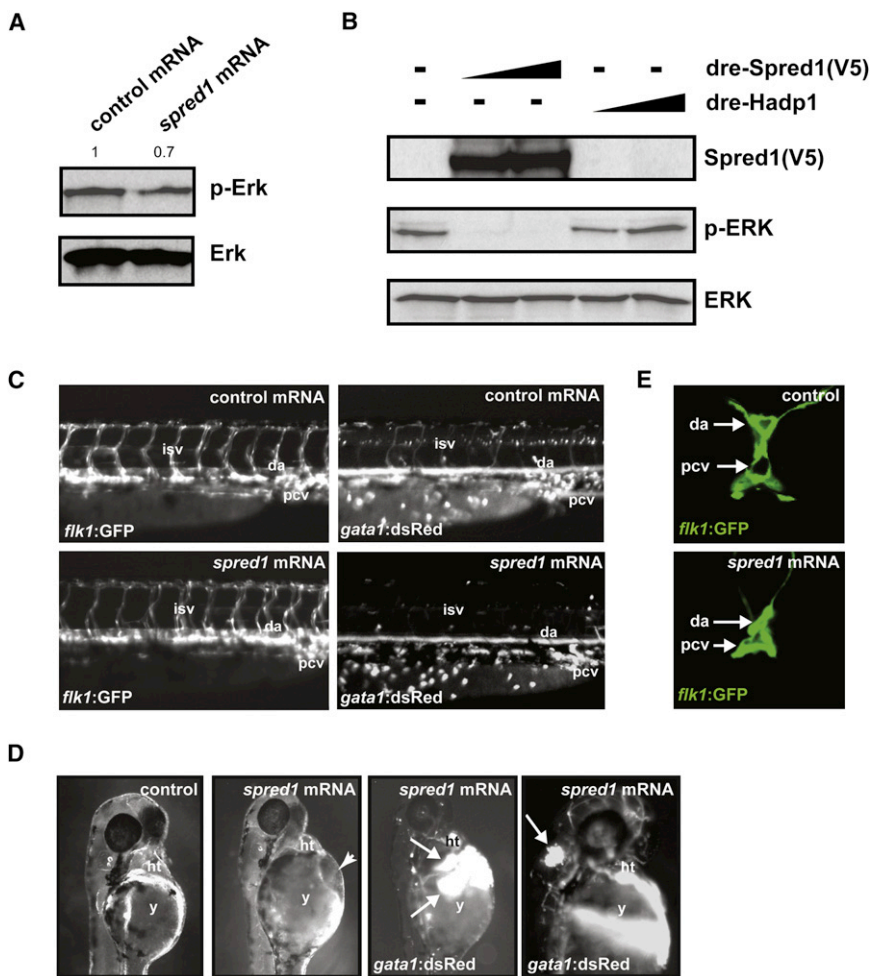 A
control mRNA
spred1 mRNA
1 0.7
p-Erk
Erk
B
- - - dre-Spred1(V5)
- - - dre-Hadp1
Spred1(V5)
p-ERK
ERK
C
control mRNA
isv
da
pcv
flk1:GFP
control mRNA
isv
da
pcv
gata1:dsRed
spred1 mRNA
isv
da
pcv
flk1:GFP
spred1 mRNA
isv
da
pcv
gata1:dsRed
E
control
da
pcv
flk1:GFP
spred1 mRNA
da
pcv
flk1:GFP
D
control
ht
y
spred1 mRNA
ht
y
spred1 mRNA
ht
y
gata1:dsRed
spred1 mRNA
ht
y
gata1:dsRed